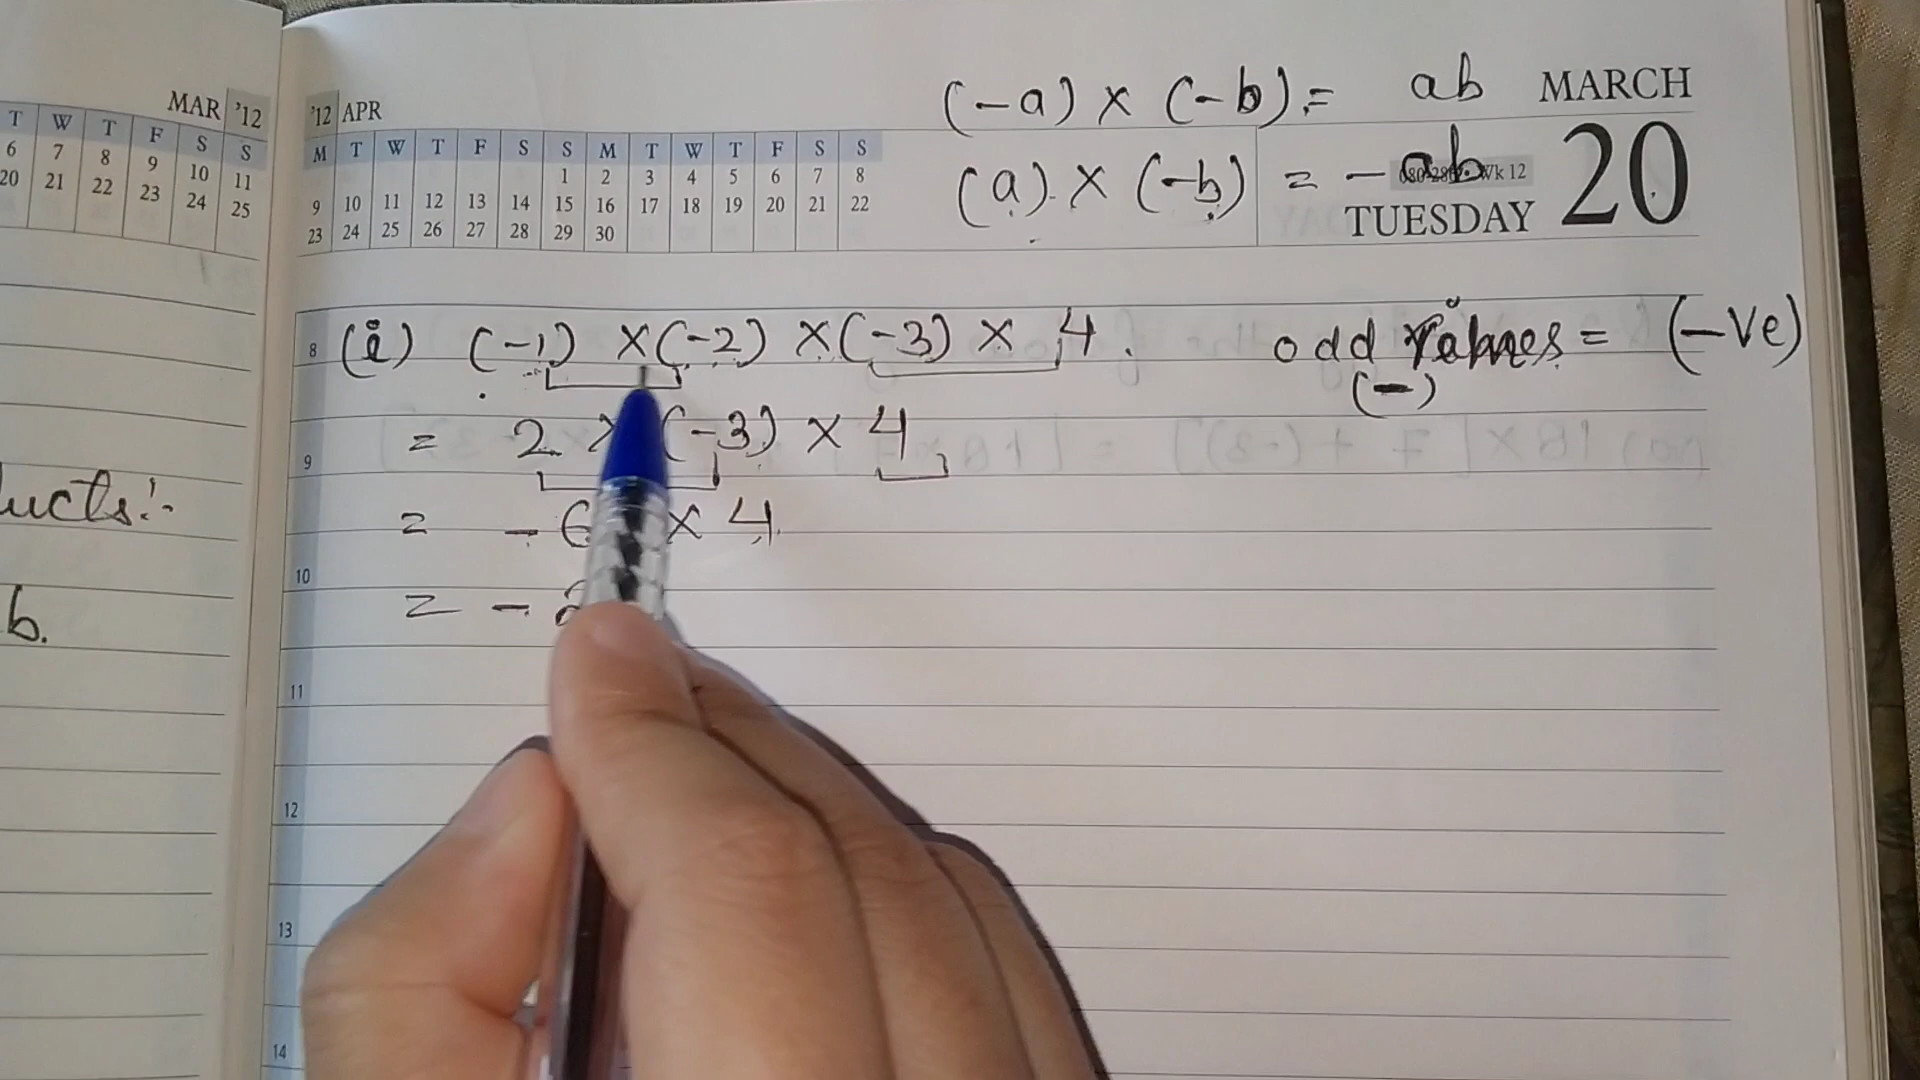 MAR '12
T W T F S S
6 7 8 9 10 11
20 21 22 23 24 25
ucts:-
b.
'12 APR
M T W T F S S M T W T F S S
1 2 3 4 5 6 7 8
9 10 11 12 13 14 15 16 17 18 19 20 21 22
23 24 25 26 27 28 29 30
(-a) × (-b) = ab
MARCH
(a) × (-b) = -ab
Wk 12
TUESDAY 20
8 (i) (-1) × (-2) × (-3) × 4. odd = (-ve)
(-)
= 2 × (-3) × 4
9
= -6 × 4
10
= -2
11
12
13
14